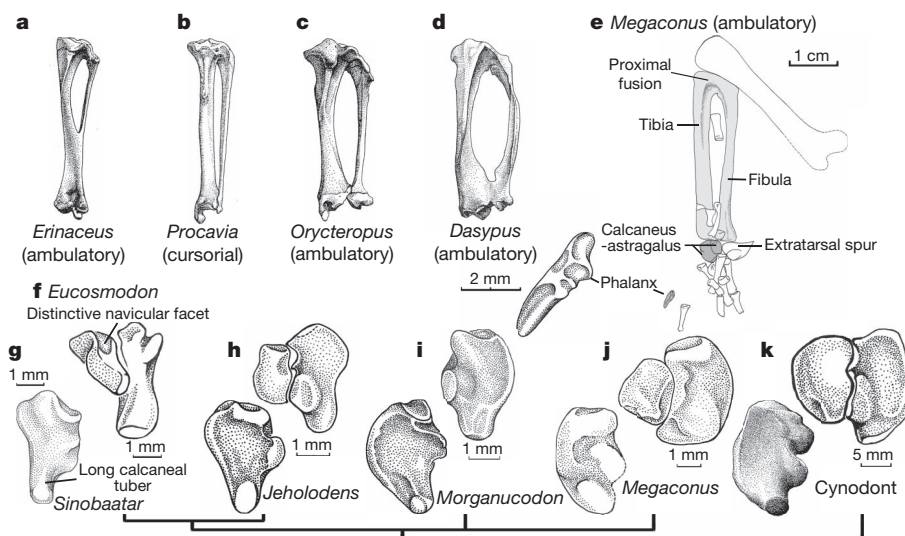 a
b
c
d
e Megaconus (ambulatory)
1 cm
Proximal
fusion
Tibia
Fibula
Calcaneus
-astragalus
Extratarsal spur
Phalanx
Erinaceus
(ambulatory)
Procavia
(cursorial)
Orycteropus
(ambulatory)
Dasypus
(ambulatory)
2 mm
f Eucosmodon
Distinctive navicular facet
g
1 mm
1 mm
Long calcaneal
tuber
Sinobaatar
h
1 mm
Jeholodens
i
1 mm
Morganucodon
j
1 mm
Megaconus
k
5 mm
Cynodont